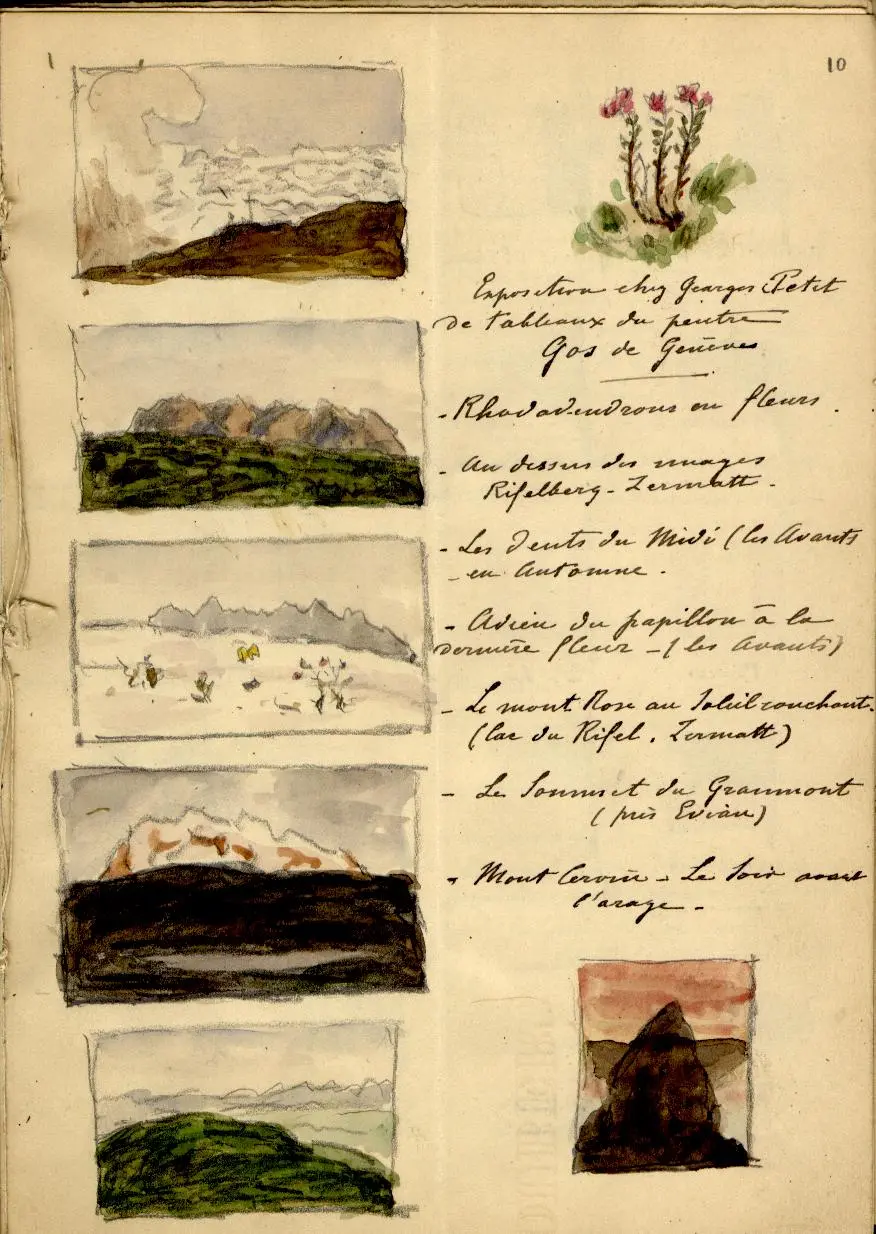 10
Exposition chez Georges Petit
de tableaux du peintre
Gos de Genève
- Rhododendrons en fleurs.
- Au dessus des nuages
Rifelberg - Zermatt -
- Les Dents du Midi (les Avants
- en Automne.
- Adieu du papillon à la
dernière fleur - (les Avants)
- Le mont Rose au Soleil couchant.
(lac du Rifel. Zermatt)
- Le Sommet du Grammont
(près Evian)
- Mont Cervin - Le Soir avant
l'orage -